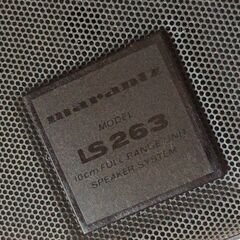 marantz
MODEL
LS263
10cm FULL RANGE UNIT
SPEAKER SYSTEM